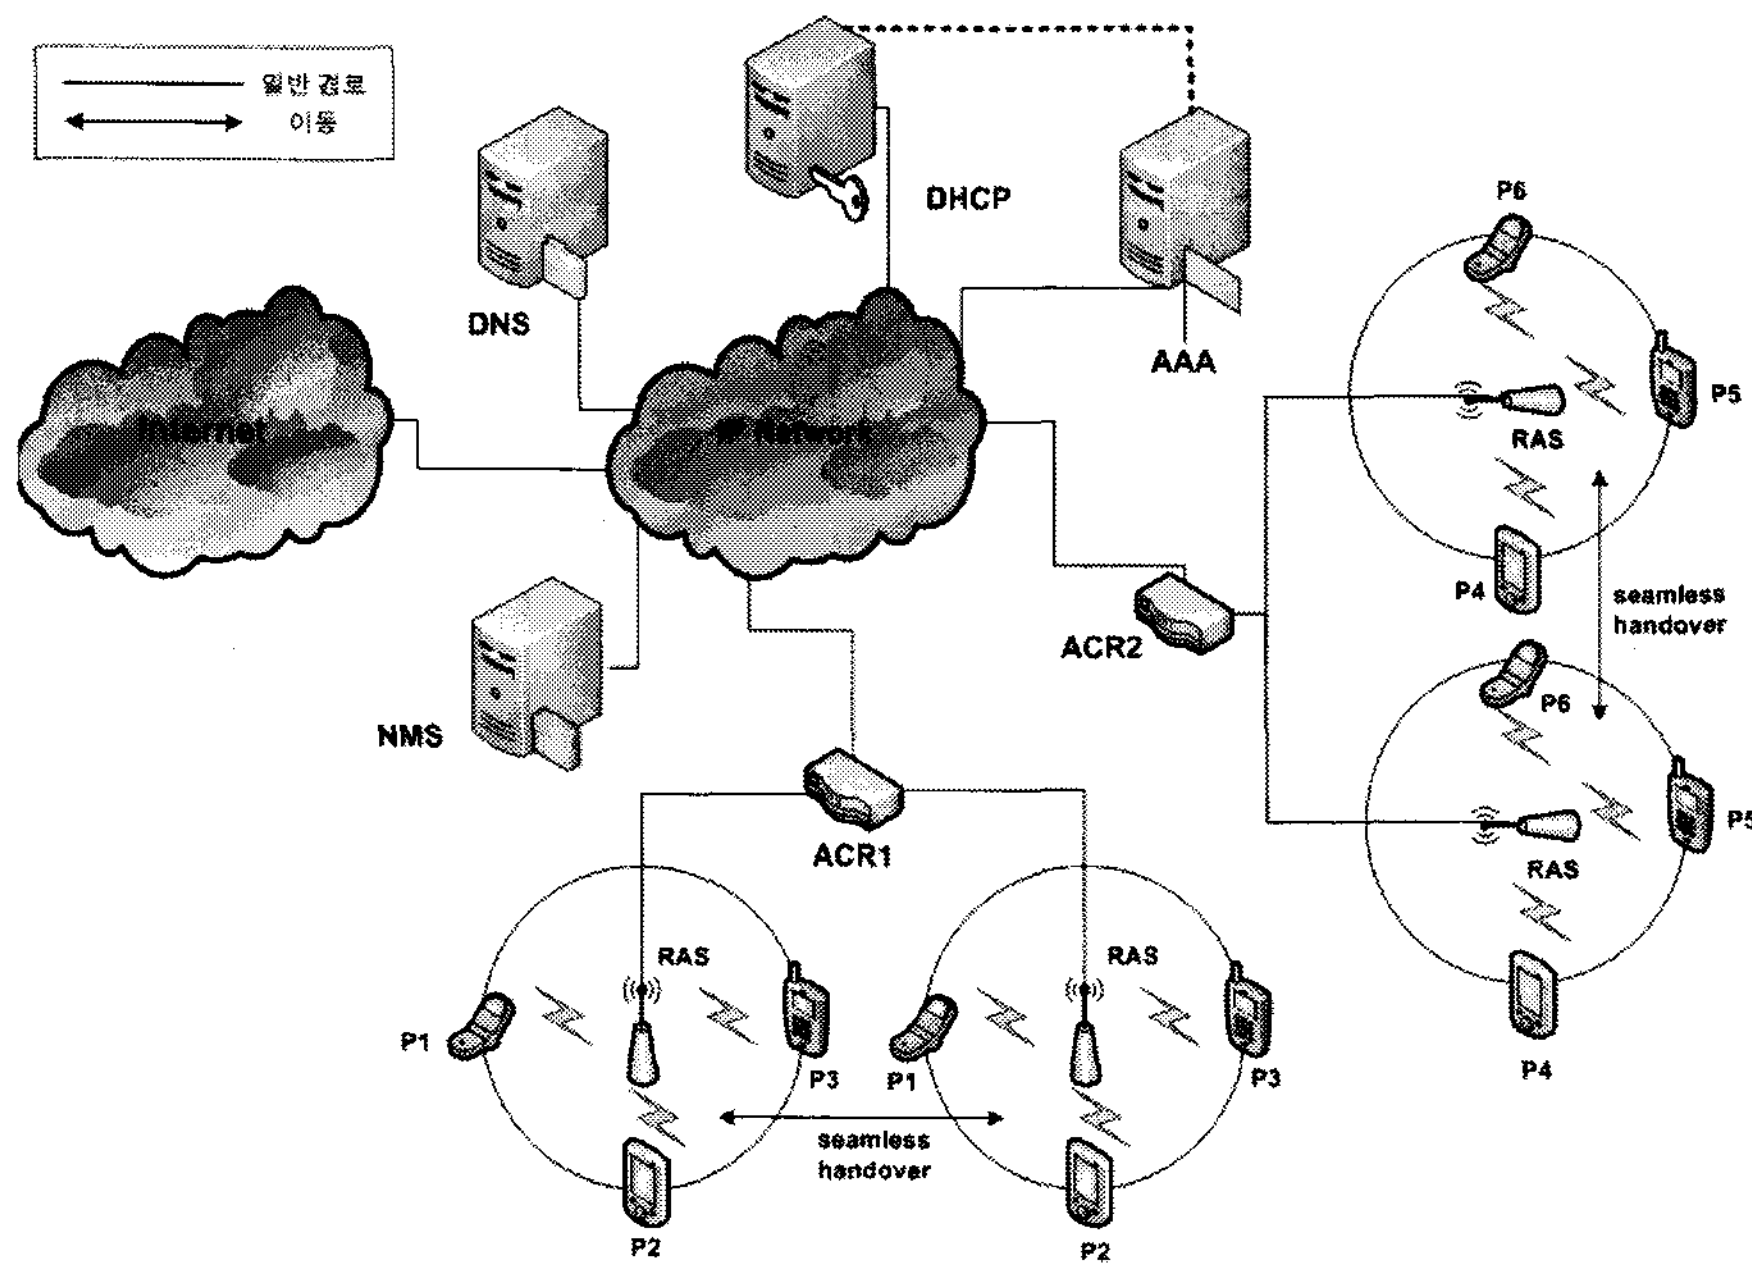 일반 경로
이동
DHCP
DNS
AAA
P6
P5
RAS
Internet
IP Network
P4
seamless
handover
ACR2
P6
NMS
P5
RAS
ACR1
RAS
RAS
P1
P3
P1
P3
P4
seamless
handover
P2
P2